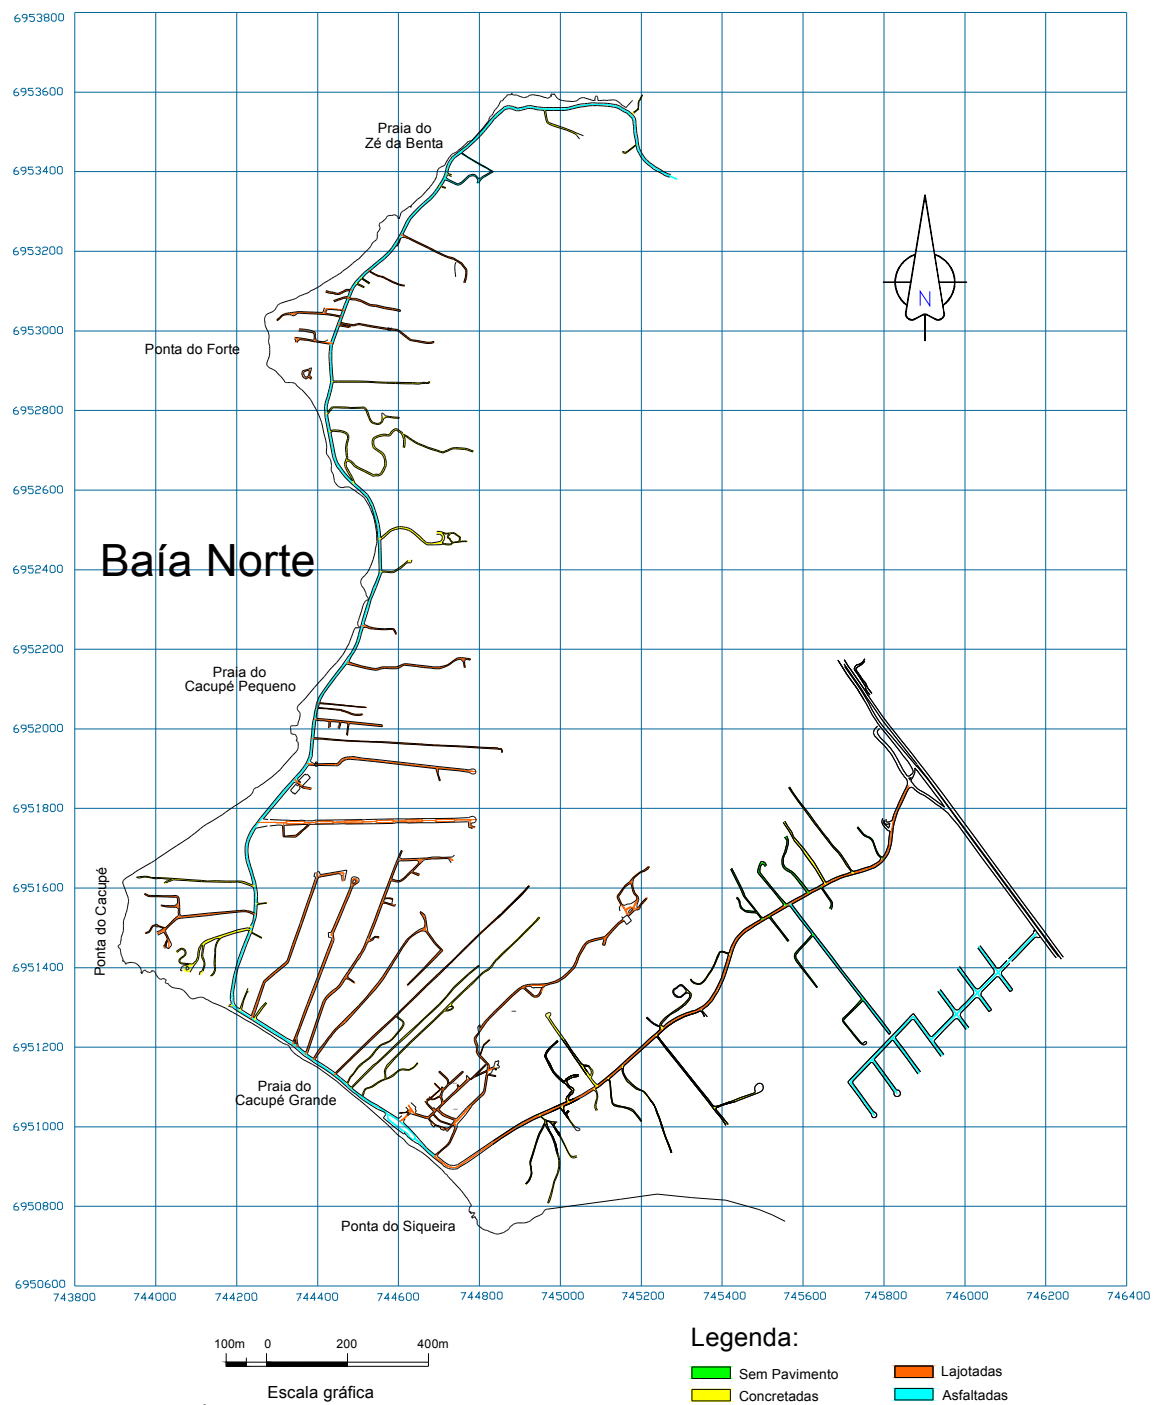 6953800
6953600
Praia do
Zé da Benta
6953400
6953200
N
6953000
Ponta do Forte
6952800
6952600
Baía Norte
6952400
6952200
Praia do
Cacupé Pequeno
6952000
6951800
6951600
Ponta do Cacupé
6951400
6951200
Praia do
Cacupé Grande
6951000
6950800
Ponta do Siqueira
6950600
743800 744000 744200 744400 744600 744800 745000 745200 745400 745600 745800 746000 746200 746400
100m 0 200 400m
Escala gráfica
Legenda:
Sem Pavimento
Lajotadas
Concretadas
Asfaltadas